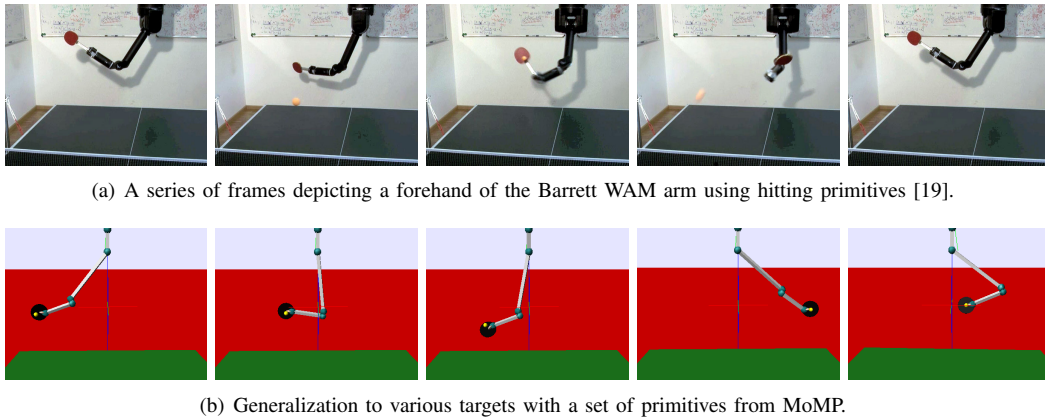 (a) A series of frames depicting a forehand of the Barrett WAM arm using hitting primitives [19].
(b) Generalization to various targets with a set of primitives from MoMP.